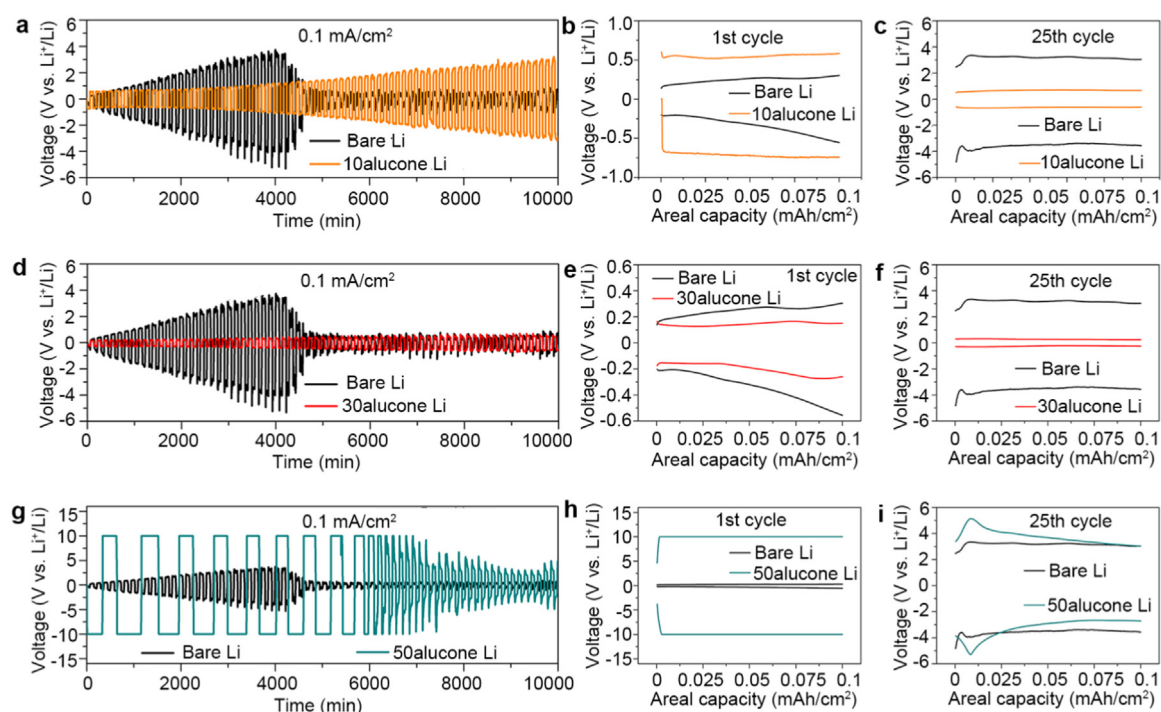 a
0.1 mA/cm²
Voltage (V vs. Li⁺/Li)
6
4
2
0
-2
-4
-6
Bare Li
10alucone Li
0 2000 4000 6000 8000 10000
Time (min)
b
1st cycle
Voltage (V vs. Li⁺/Li)
1.0
0.5
0
-0.5
-1.0
Bare Li
10alucone Li
0 0.025 0.05 0.075 0.1
Areal capacity (mAh/cm²)
c
25th cycle
Voltage (V vs. Li⁺/Li)
6
4
2
0
-2
-4
-6
Bare Li
10alucone Li
0 0.025 0.05 0.075 0.1
Areal capacity (mAh/cm²)
d
0.1 mA/cm²
Voltage (V vs. Li⁺/Li)
6
4
2
0
-2
-4
-6
Bare Li
30alucone Li
0 2000 4000 6000 8000 10000
Time (min)
e
Bare Li
1st cycle
30alucone Li
Voltage (V vs. Li⁺/Li)
0.6
0.4
0.2
0
-0.2
-0.4
-0.6
0 0.025 0.05 0.075 0.1
Areal capacity (mAh/cm²)
f
25th cycle
Voltage (V vs. Li⁺/Li)
6
4
2
0
-2
-4
-6
Bare Li
30alucone Li
0 0.025 0.05 0.075 0.1
Areal capacity (mAh/cm²)
g
0.1 mA/cm²
Voltage (V vs. Li⁺/Li)
15
10
5
0
-5
-10
-15
Bare Li 50alucone Li
0 2000 4000 6000 8000 10000
Time (min)
h
1st cycle
Voltage (V vs. Li⁺/Li)
15
10
5
0
-5
-10
-15
Bare Li
50alucone Li
0 0.025 0.05 0.075 0.1
Areal capacity (mAh/cm²)
i
25th cycle
Voltage (V vs. Li⁺/Li)
6
4
2
0
-2
-4
-6
Bare Li
50alucone Li
0 0.025 0.05 0.075 0.1
Areal capacity (mAh/cm²)